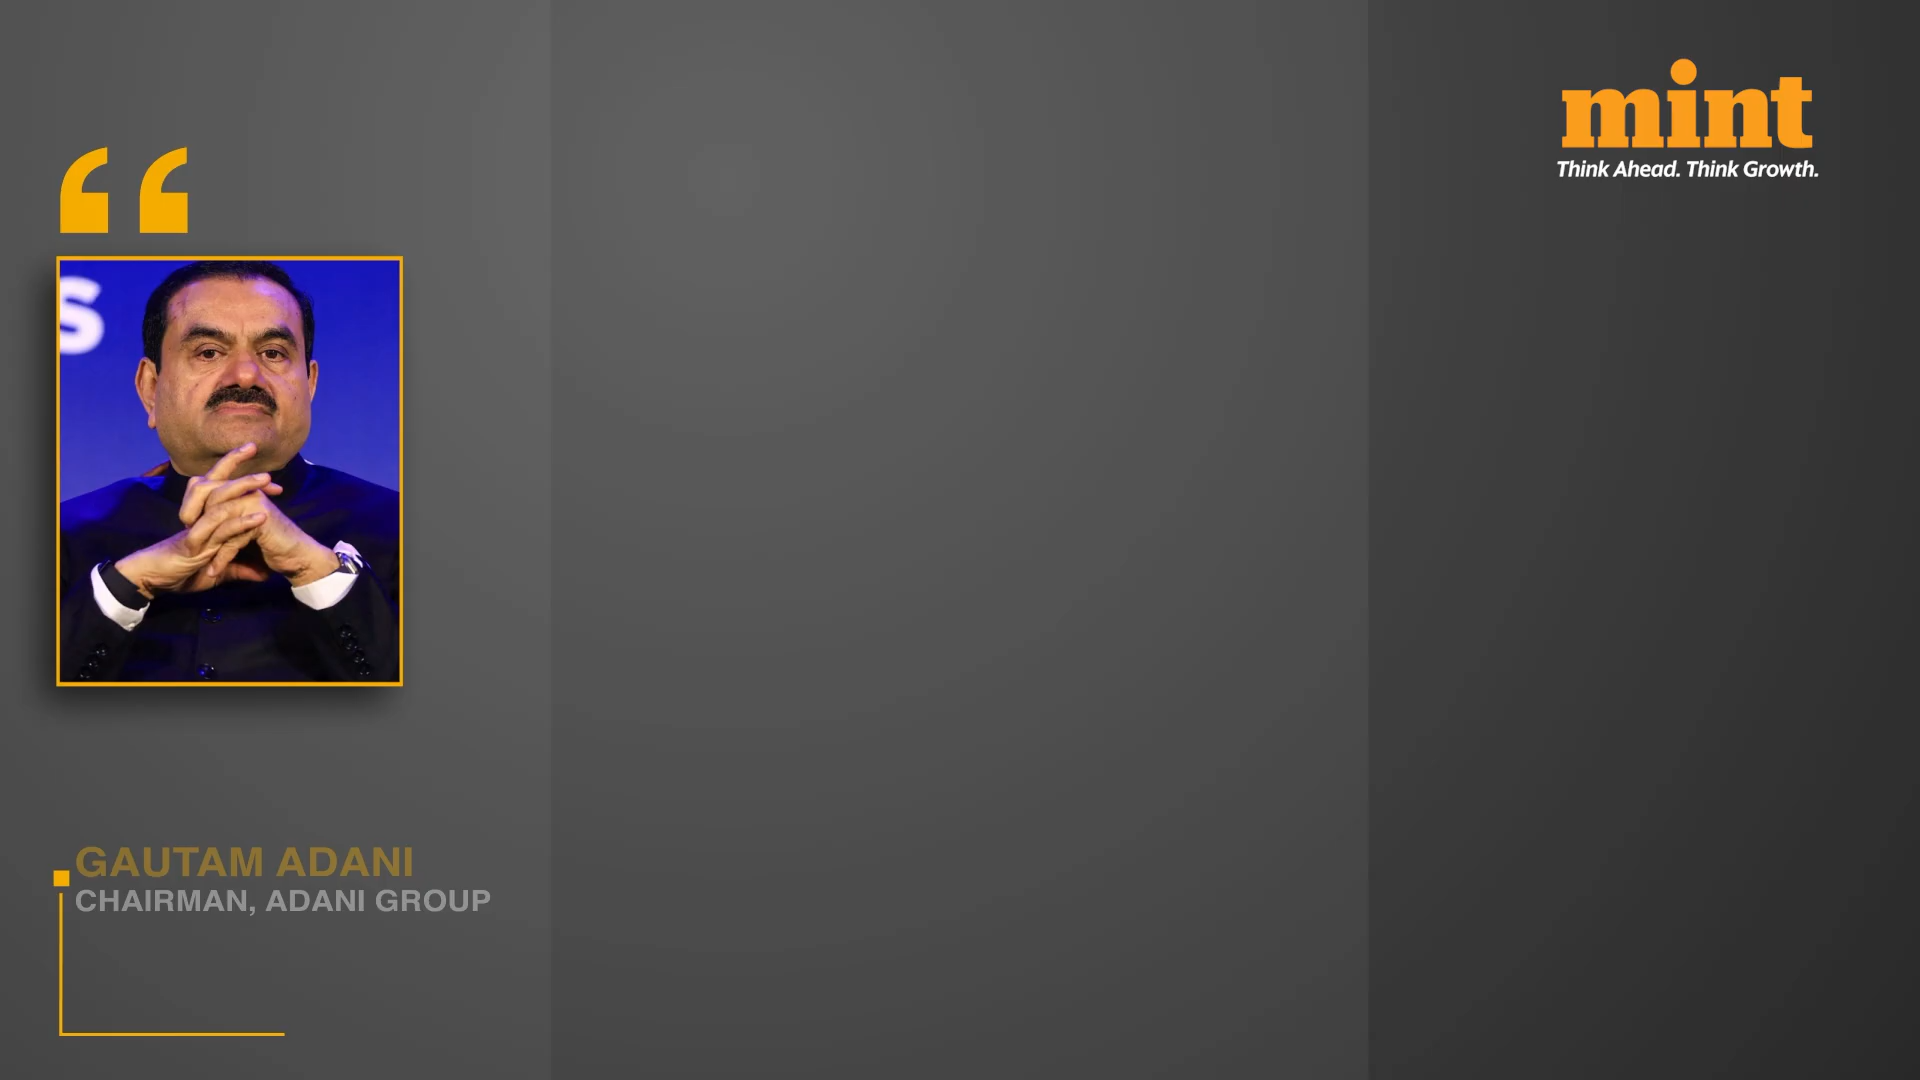 mint
Think Ahead. Think Growth.
“
S
GAUTAM ADANI
CHAIRMAN, ADANI GROUP